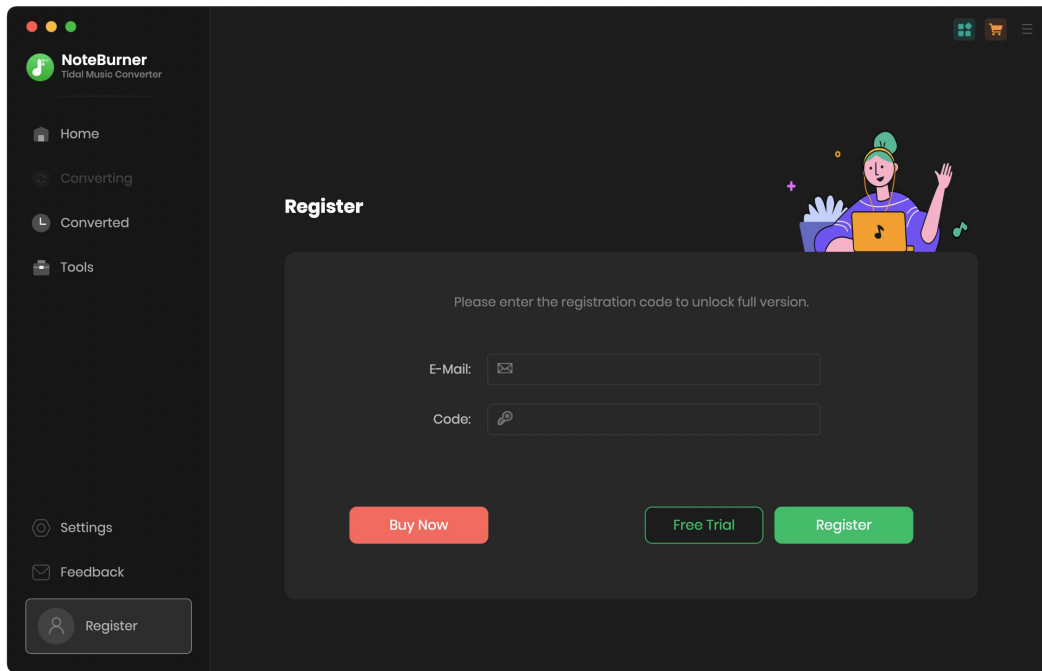 NoteBurner
Tidal Music Converter
Home
Converting
Converted
Tools
Settings
Feedback
Register
Register
Please enter the registration code to unlock full version.
E-Mail:
Code:
Buy Now
Free Trial
Register